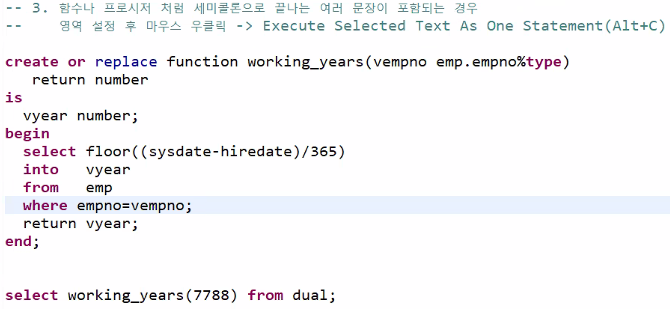 -- 3. 함수나 프로시저 처럼 세미콜론으로 끝나는 여러 문장이 포함되는 경우
-- 영역 설정 후 마우스 우클릭 -> Execute Selected Text As One Statement(Alt+C)
create or replace function working_years(vempno emp.empno%type)
return number
is
vyear number;
begin
select floor((sysdate-hiredate)/365)
into vyear
from emp
where empno=vempno;
return vyear;
end;
select working_years(7788) from dual;